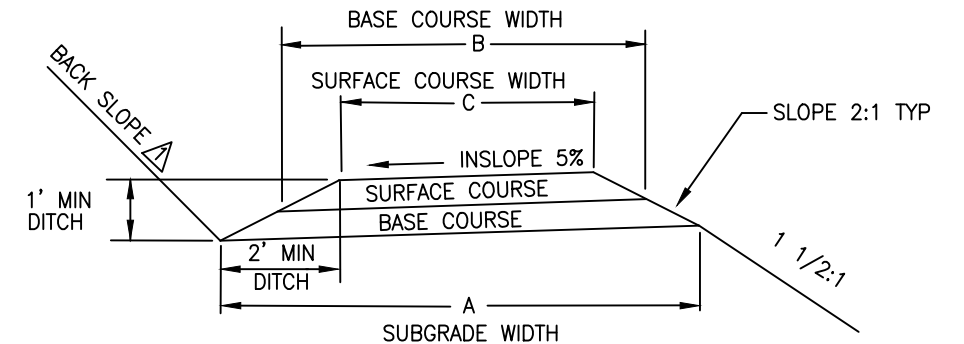 BASE COURSE WIDTH
B
SURFACE COURSE WIDTH
C
SLOPE 2:1 TYP
BACK SLOPE 1
INSLOPE 5%
SURFACE COURSE
BASE COURSE
1' MIN
DITCH
2' MIN
DITCH
1 1/2:1
A
SUBGRADE WIDTH